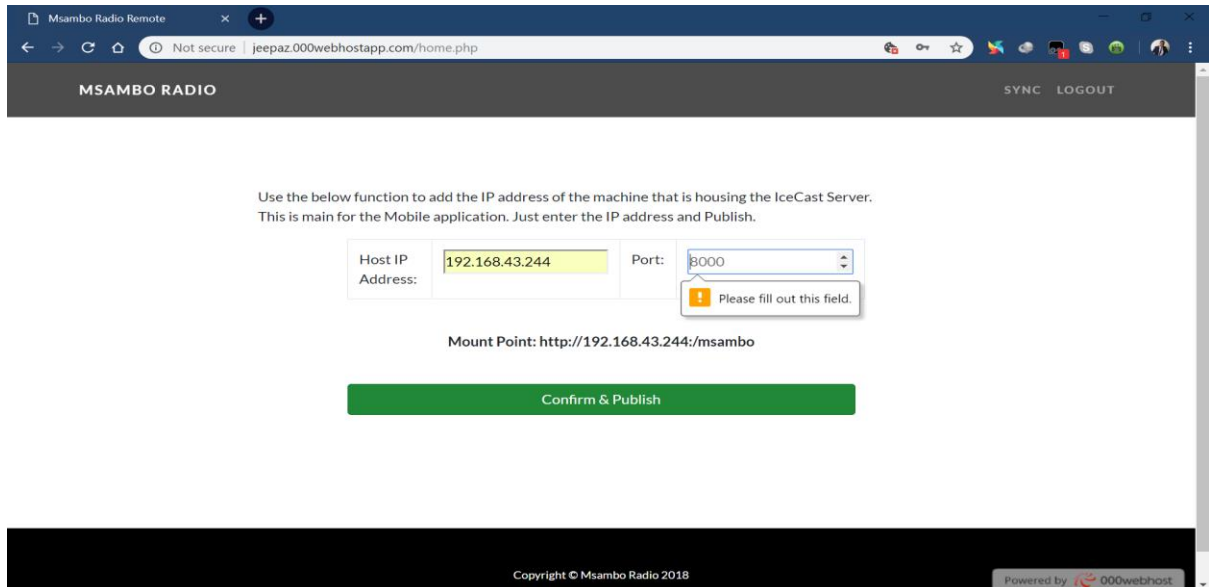 Msambo Radio Remote
Not secure | jeepaz.000webhostapp.com/home.php
1
MSAMBO RADIO
SYNC LOGOUT
Use the below function to add the IP address of the machine that is housing the IceCast Server.
This is main for the Mobile application. Just enter the IP address and Publish.
Host IP Address:
192.168.43.244
Port:
8000
Please fill out this field.
Mount Point: http://192.168.43.244:/msambo
Confirm & Publish
Copyright © Msambo Radio 2018
Powered by 000webhost